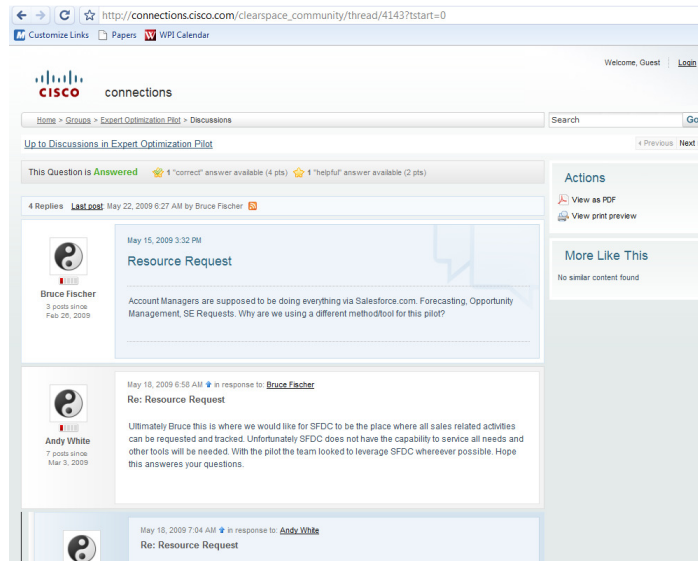 http://connections.cisco.com/clearspace_community/thread/4143?tstart=0
Customize Links Papers WPI Calendar
Welcome, Guest Login
CISCO connections
Home > Groups > Expert Optimization Pilot > Discussions
Search Go
Up to Discussions in Expert Optimization Pilot
Previous Next
This Question is Answered 1 "correct" answer available (4 pts) 1 "helpful" answer available (2 pts)
Actions
View as PDF
View print preview
4 Replies Last post: May 22, 2009 6:27 AM by Bruce Fischer
May 15, 2009 3:32 PM
Resource Request
More Like This
No similar content found
Bruce Fischer
3 posts since
Feb 26, 2009
Account Managers are supposed to be doing everything via Salesforce.com. Forecasting, Opportunity
Management, SE Requests. Why are we using a different method/tool for this pilot?
May 18, 2009 6:58 AM in response to: Bruce Fischer
Re: Resource Request
Andy White
7 posts since
Mar 3, 2009
Ultimately Bruce this is where we would like for SFDC to be the place where all sales related activities
can be requested and tracked. Unfortunately SFDC does not have the capability to service all needs and
other tools will be needed. With the pilot the team looked to leverage SFDC whereever possible. Hope
this answeres your questions.
May 18, 2009 7:04 AM in response to: Andy White
Re: Resource Request